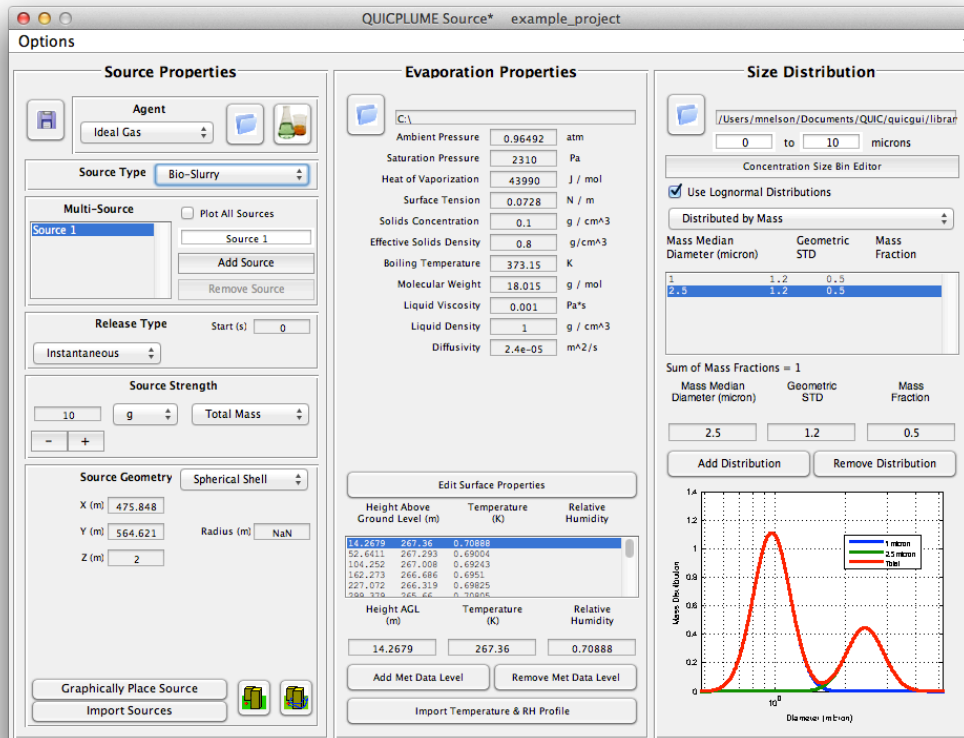 QUICPLUME Source*    example_project
Options
Source Properties
Agent
Ideal Gas
Source Type Bio-Slurry
Multi-Source
Plot All Sources
Source 1
Source 1
Add Source
Remove Source
Release Type
Start (s) 0
Instantaneous
Source Strength
10 g Total Mass
- +
Source Geometry Spherical Shell
X (m) 475.848
Y (m) 564.621 Radius (m) NaN
Z (m) 2
Graphically Place Source
Import Sources
Evaporation Properties
C:\
Ambient Pressure 0.96492 atm
Saturation Pressure 2310 Pa
Heat of Vaporization 43990 J / mol
Surface Tension 0.0728 N / m
Solids Concentration 0.1 g / cm^3
Effective Solids Density 0.8 g/cm^3
Boiling Temperature 373.15 K
Molecular Weight 18.015 g / mol
Liquid Viscosity 0.001 Pa*s
Liquid Density 1 g / cm^3
Diffusivity 2.4e-05 m^2/s
Edit Surface Properties
Height Above Temperature Relative
Ground Level (m) (K) Humidity
14.2679 267.36 0.70888
52.6411 267.293 0.69004
104.252 267.008 0.69243
162.273 266.686 0.6951
227.072 266.319 0.69825
299.379 265.66 0.70805
Height AGL Temperature Relative
(m) (K) Humidity
14.2679 267.36 0.70888
Add Met Data Level Remove Met Data Level
Import Temperature & RH Profile
Size Distribution
/Users/mnelson/Documents/QUIC/quicgui/librar
0 to 10 microns
Concentration Size Bin Editor
Use Lognormal Distributions
Distributed by Mass
Mass Median Geometric Mass
Diameter (micron) STD Fraction
1 1.2 0.5
2.5 1.2 0.5
Sum of Mass Fractions = 1
Mass Median Geometric Mass
Diameter (micron) STD Fraction
2.5 1.2 0.5
Add Distribution Remove Distribution
1.4
1.2
1
0.8
0.6
0.4
0.2
0
Mass Distribution
1 micron
2.5 micron
Total
10^0
Diameter (micron)